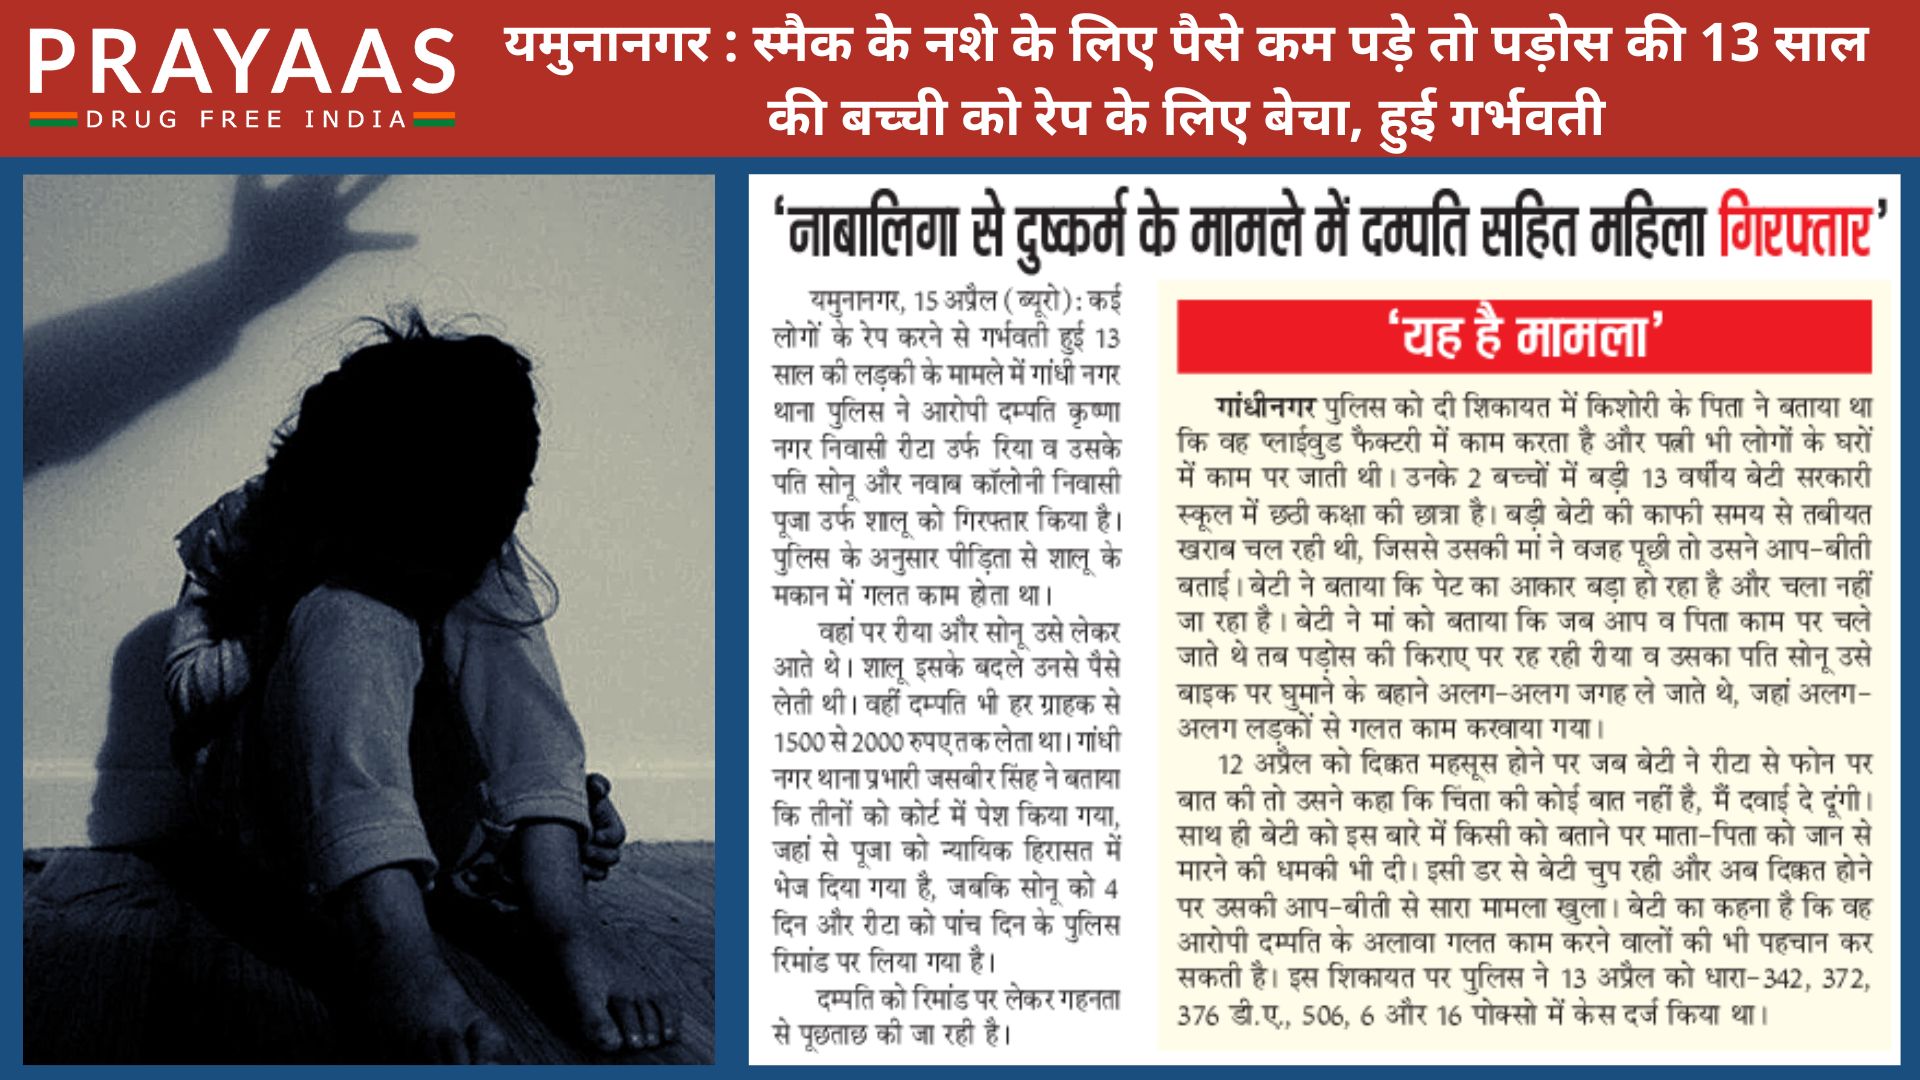 PRAYAAS
DRUG FREE INDIA
यमुनानगर : स्मैक के नशे के लिए पैसे कम पड़े तो पड़ोस की 13 साल
की बच्ची को रेप के लिए बेचा, हुई गर्भवती
‘नाबालिगा से दुष्कर्म के मामले में दम्पति सहित महिला गिरफ्तार’
यमुनानगर, 15 अप्रैल (ब्यूरो): कई
लोगों के रेप करने से गर्भवती हुई 13
साल की लड़की के मामले में गांधी नगर
थाना पुलिस ने आरोपी दम्पति कृष्णा
नगर निवासी रीटा उर्फ रिया व उसके
पति सोनू और नवाब कॉलोनी निवासी
पूजा उर्फ शालू को गिरफ्तार किया है।
पुलिस के अनुसार पीड़िता से शालू के
मकान में गलत काम होता था।
वहां पर रीया और सोनू उसे लेकर
आते थे। शालू इसके बदले उनसे पैसे
लेती थी। वहीं दम्पति भी हर ग्राहक से
1500 से 2000 रुपए तक लेता था। गांधी
नगर थाना प्रभारी जसबीर सिंह ने बताया
कि तीनों को कोर्ट में पेश किया गया,
जहां से पूजा को न्यायिक हिरासत में
भेज दिया गया है, जबकि सोनू को 4
दिन और रीटा को पांच दिन के पुलिस
रिमांड पर लिया गया है।
दम्पति को रिमांड पर लेकर गहनता
से पूछताछ की जा रही है।
‘यह है मामला’
गांधीनगर पुलिस को दी शिकायत में किशोरी के पिता ने बताया था
कि वह प्लाईवुड फैक्टरी में काम करता है और पत्नी भी लोगों के घरों
में काम पर जाती थी। उनके 2 बच्चों में बड़ी 13 वर्षीय बेटी सरकारी
स्कूल में छठी कक्षा की छात्रा है। बड़ी बेटी की काफी समय से तबीयत
खराब चल रही थी, जिससे उसकी मां ने वजह पूछी तो उसने आप-बीती
बताई। बेटी ने बताया कि पेट का आकार बड़ा हो रहा है और चला नहीं
जा रहा है। बेटी ने मां को बताया कि जब आप व पिता काम पर चले
जाते थे तब पड़ोस की किराए पर रह रही रीया व उसका पति सोनू उसे
बाइक पर घुमाने के बहाने अलग-अलग जगह ले जाते थे, जहां अलग-
अलग लड़कों से गलत काम करवाया गया।
12 अप्रैल को दिक्कत महसूस होने पर जब बेटी ने रीटा से फोन पर
बात की तो उसने कहा कि चिंता की कोई बात नहीं है, मैं दवाई दे दूंगी।
साथ ही बेटी को इस बारे में किसी को बताने पर माता-पिता को जान से
मारने की धमकी भी दी। इसी डर से बेटी चुप रही और अब दिक्कत होने
पर उसकी आप-बीती से सारा मामला खुला। बेटी का कहना है कि वह
आरोपी दम्पति के अलावा गलत काम करने वालों की भी पहचान कर
सकती है। इस शिकायत पर पुलिस ने 13 अप्रैल को धारा-342, 372,
376 डी.ए., 506, 6 और 16 पोक्सो में केस दर्ज किया था।